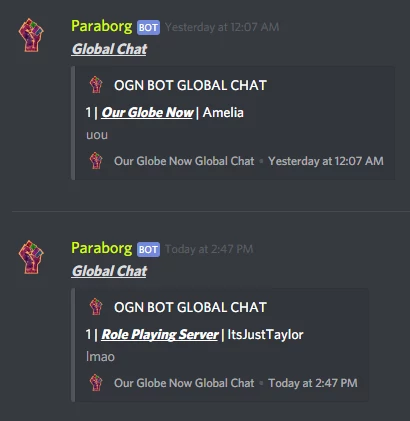 Paraborg BOT Yesterday at 12:07 AM
Global Chat
OGN BOT GLOBAL CHAT
1 | Our Globe Now | Amelia
uou
Our Globe Now Global Chat • Yesterday at 12:07 AM
Paraborg BOT Today at 2:47 PM
Global Chat
OGN BOT GLOBAL CHAT
1 | Role Playing Server | ItsJustTaylor
lmao
Our Globe Now Global Chat • Today at 2:47 PM